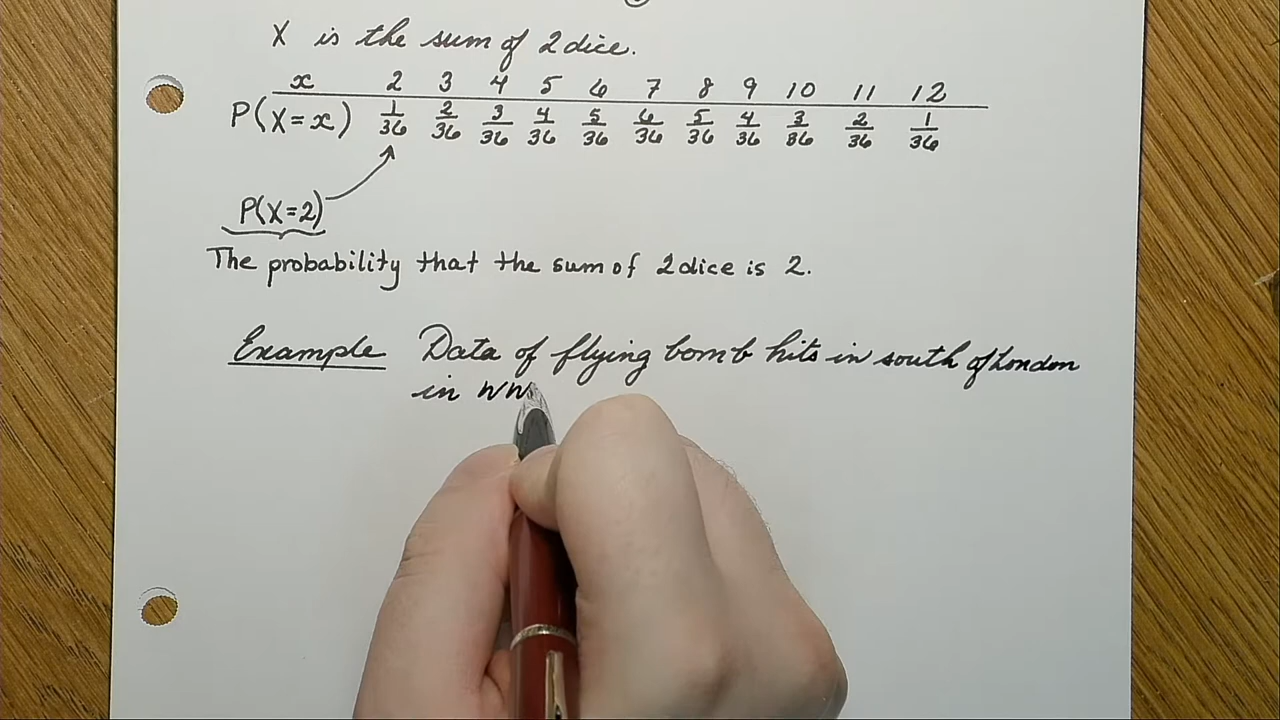 X is the sum of 2 dice.
x 2 3 4 5 6 7 8 9 10 11 12
P(X=x) 1/36 2/36 3/36 4/36 5/36 6/36 5/36 4/36 3/36 2/36 1/36
P(X=2)
The probability that the sum of 2 dice is 2.
Example Data of flying bomb hits in south of London
in WW